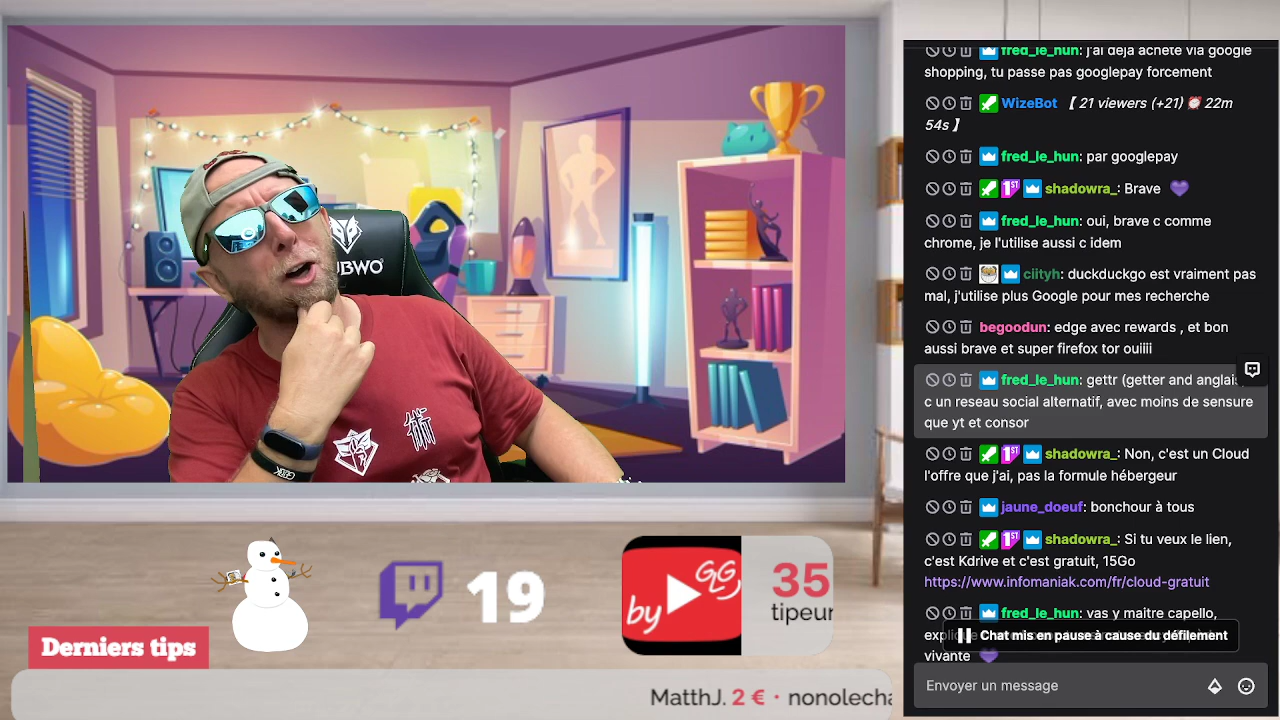 fred_le_hun: j'ai déjà acheté via google
shopping, tu passe pas googlepay forcement
WizeBot 【 21 viewers (+21) ⏰ 22m
54s 】
fred_le_hun: par googlepay
1ST shadowra_: Brave 💜
fred_le_hun: oui, brave c comme
chrome, je l'utilise aussi c idem
ciityh: duckduckgo est vraiment pas
mal, j'utilise plus Google pour mes recherche
begoodun: edge avec rewards , et bon
aussi brave et super firefox tor ouiiii
fred_le_hun: gettr (getter and anglai
c un reseau social alternatif, avec moins de sensure
que yt et consor
1ST shadowra_: Non, c'est un Cloud
l'offre que j'ai, pas la formule hébergeur
jaune_doeuf: bonchour à tous
1ST shadowra_: Si tu veux le lien,
c'est Kdrive et c'est gratuit, 15Go
https://www.infomaniak.com/fr/cloud-gratuit
fred_le_hun: vas y maitre capello,
Chat mis en pause à cause du défilement
vivante 💜
Envoyer un message
UBWO
19
by GG
35
tipeur
Derniers tips
MatthJ. 2 € · nonolecha